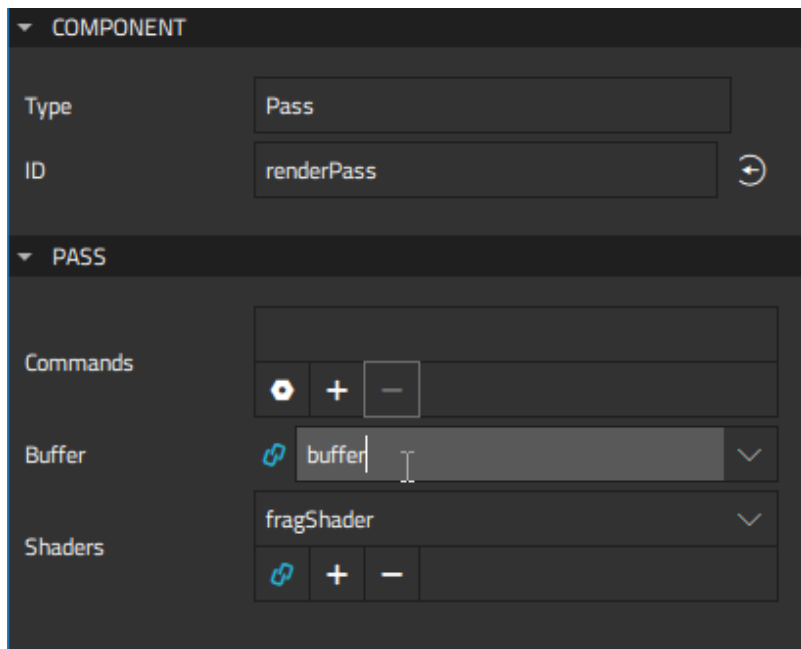 COMPONENT
Type Pass
ID renderPass
PASS
Commands
Buffer buffer
Shaders fragShader